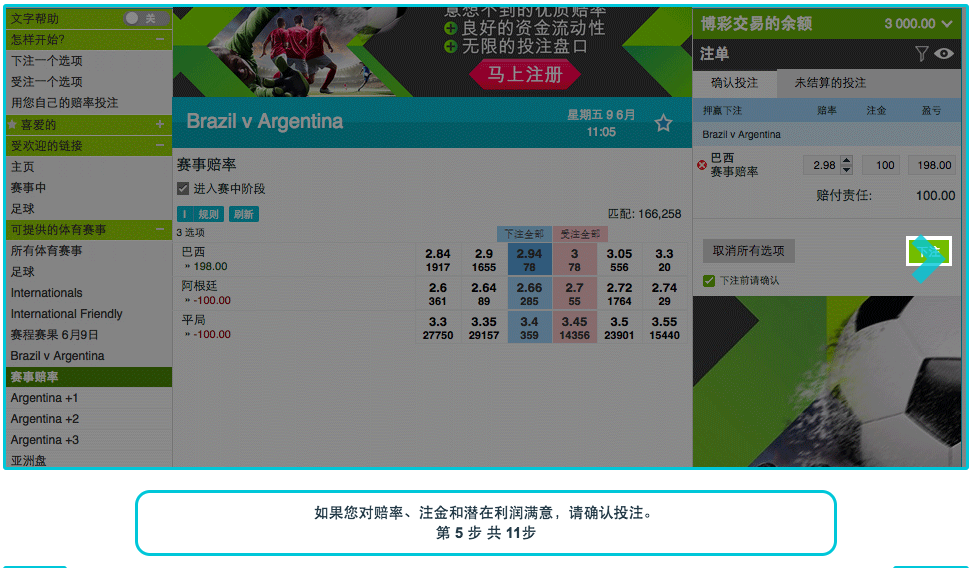 文字帮助 关
怎样开始? −
下注一个选项
受注一个选项
用您自己的赔率投注
喜爱的 +
受欢迎的链接 −
主页
赛事中
足球
可提供的体育赛事 −
所有体育赛事
足球
Internationals
International Friendly
赛程赛果 6月9日
Brazil v Argentina
赛事赔率
Argentina +1
Argentina +2
Argentina +3
亚洲盘
意想不到的优质赔率
良好的资金流动性
无限的投注盘口
马上注册
Brazil v Argentina
星期五 9 6月
11:05
赛事赔率
进入赛中阶段
规则 刷新
匹配: 166,258
3 选项 下注全部 受注全部
巴西 2.84 2.9 2.94 3 3.05 3.3
» 198.00 1917 1655 78 78 556 20
阿根廷 2.6 2.64 2.66 2.7 2.72 2.74
» -100.00 361 89 285 55 1764 29
平局 3.3 3.35 3.4 3.45 3.5 3.55
» -100.00 27750 29157 359 14356 23901 15440
博彩交易的余额 3 000.00
注单
确认投注 未结算的投注
押赢下注 赔率 注金 盈亏
Brazil v Argentina
巴西
赛事赔率 2.98 100 198.00
赔付责任: 100.00
取消所有选项 下注
下注前请确认
如果您对赔率、注金和潜在利润满意，请确认投注。
第 5 步 共 11步